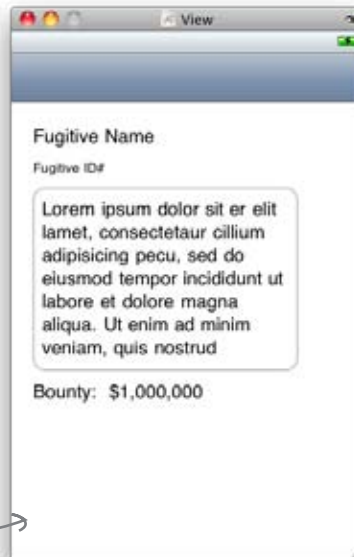 View
Fugitive Name
Fugitive ID#
Lorem ipsum dolor sit er elit
lamet, consectetaur cillium
adipisicing pecu, sed do
eiusmod tempor incididunt ut
labore et dolore magna
aliqua. Ut enim ad minim
veniam, quis nostrud
Bounty: $1,000,000